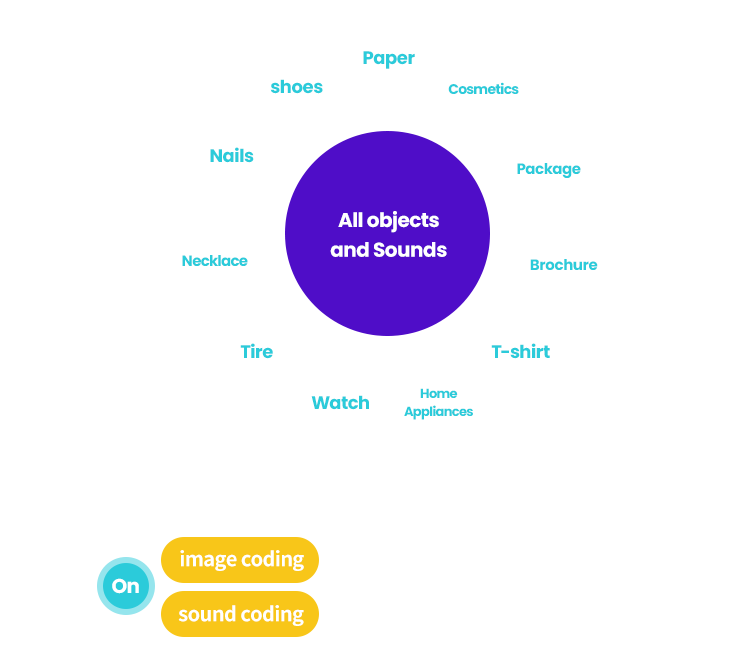 Paper
shoes
Cosmetics
Nails
Package
All objects
and Sounds
Necklace
Brochure
Tire
T-shirt
Watch
Home
Appliances
image coding
On
sound coding